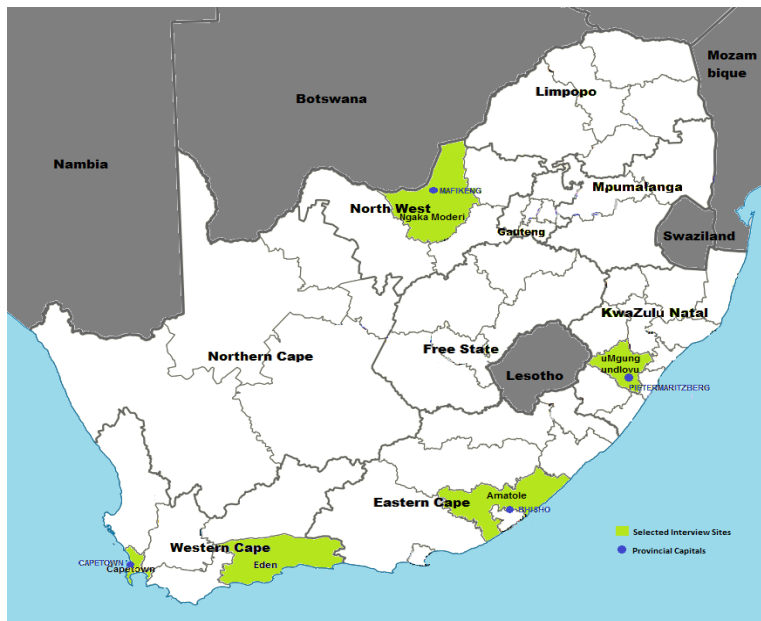 Mozam
bique
Limpopo
Botswana
Nambia
MAFIKENG
Mpumalanga
North West
Ngaka Moderi
Gauteng
Swaziland
KwaZulu Natal
Free State
Northern Cape
uMgung
undlovu
Lesotho
PIETERMARITZBERG
Amatole
Eastern Cape
BHISHO
Selected Interview Sites
Western Cape
Provincial Capitals
CAPETOWN
Capetown
Eden